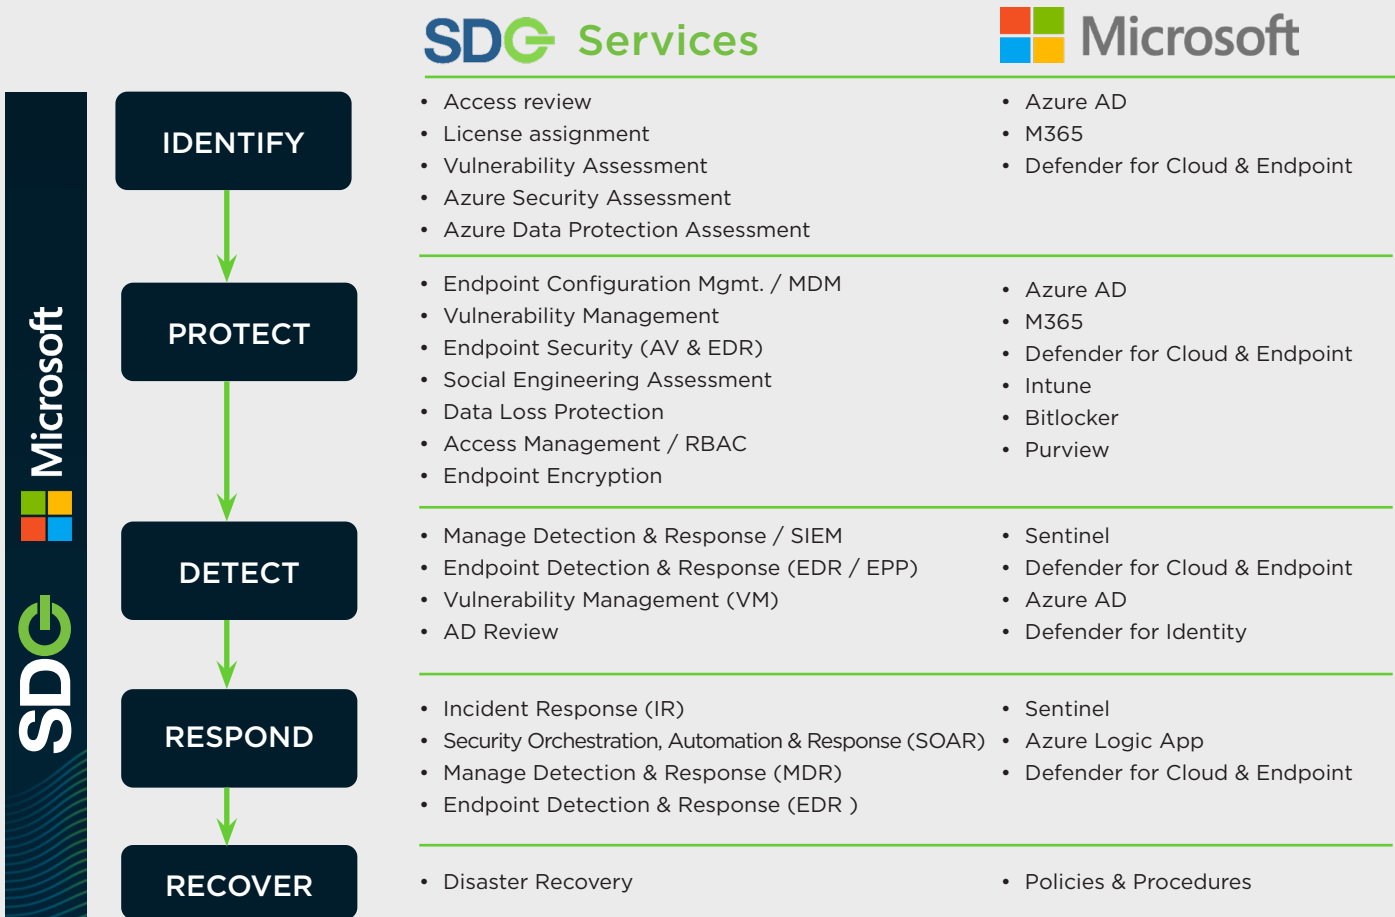 SDG Services
Microsoft
IDENTIFY
• Access review
• License assignment
• Vulnerability Assessment
• Azure Security Assessment
• Azure Data Protection Assessment
• Azure AD
• M365
• Defender for Cloud & Endpoint
PROTECT
• Endpoint Configuration Mgmt. / MDM
• Vulnerability Management
• Endpoint Security (AV & EDR)
• Social Engineering Assessment
• Data Loss Protection
• Access Management / RBAC
• Endpoint Encryption
• Azure AD
• M365
• Defender for Cloud & Endpoint
• Intune
• Bitlocker
• Purview
DETECT
• Manage Detection & Response / SIEM
• Endpoint Detection & Response (EDR / EPP)
• Vulnerability Management (VM)
• AD Review
• Sentinel
• Defender for Cloud & Endpoint
• Azure AD
• Defender for Identity
RESPOND
• Incident Response (IR)
• Security Orchestration, Automation & Response (SOAR)
• Manage Detection & Response (MDR)
• Endpoint Detection & Response (EDR )
• Sentinel
• Azure Logic App
• Defender for Cloud & Endpoint
RECOVER
• Disaster Recovery
• Policies & Procedures
SDG Microsoft